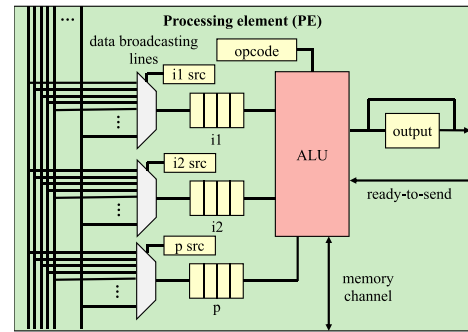 ...
Processing element (PE)
data broadcasting
lines
opcode
i1 src
...
i1
ALU
output
i2 src
...
i2
ready-to-send
p src
...
p
memory
channel